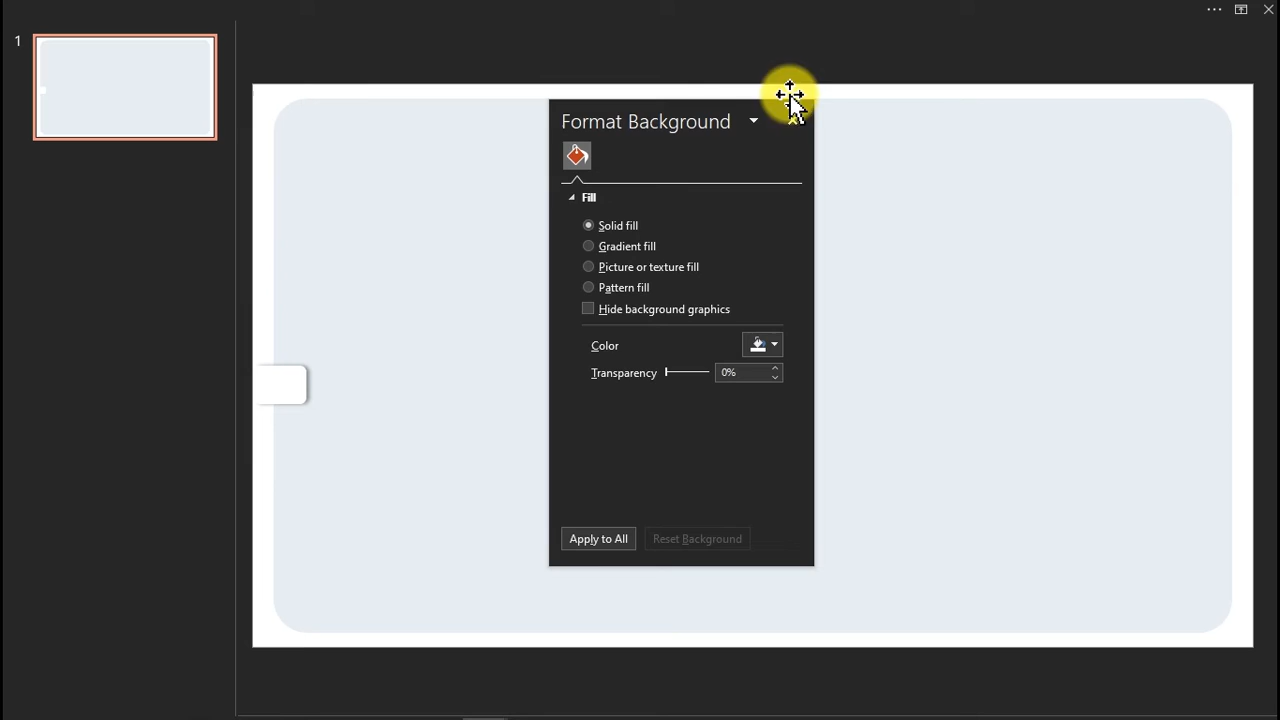 1
Format Background
Fill
Solid fill
Gradient fill
Picture or texture fill
Pattern fill
Hide background graphics
Color
Transparency 0%
Apply to All Reset Background